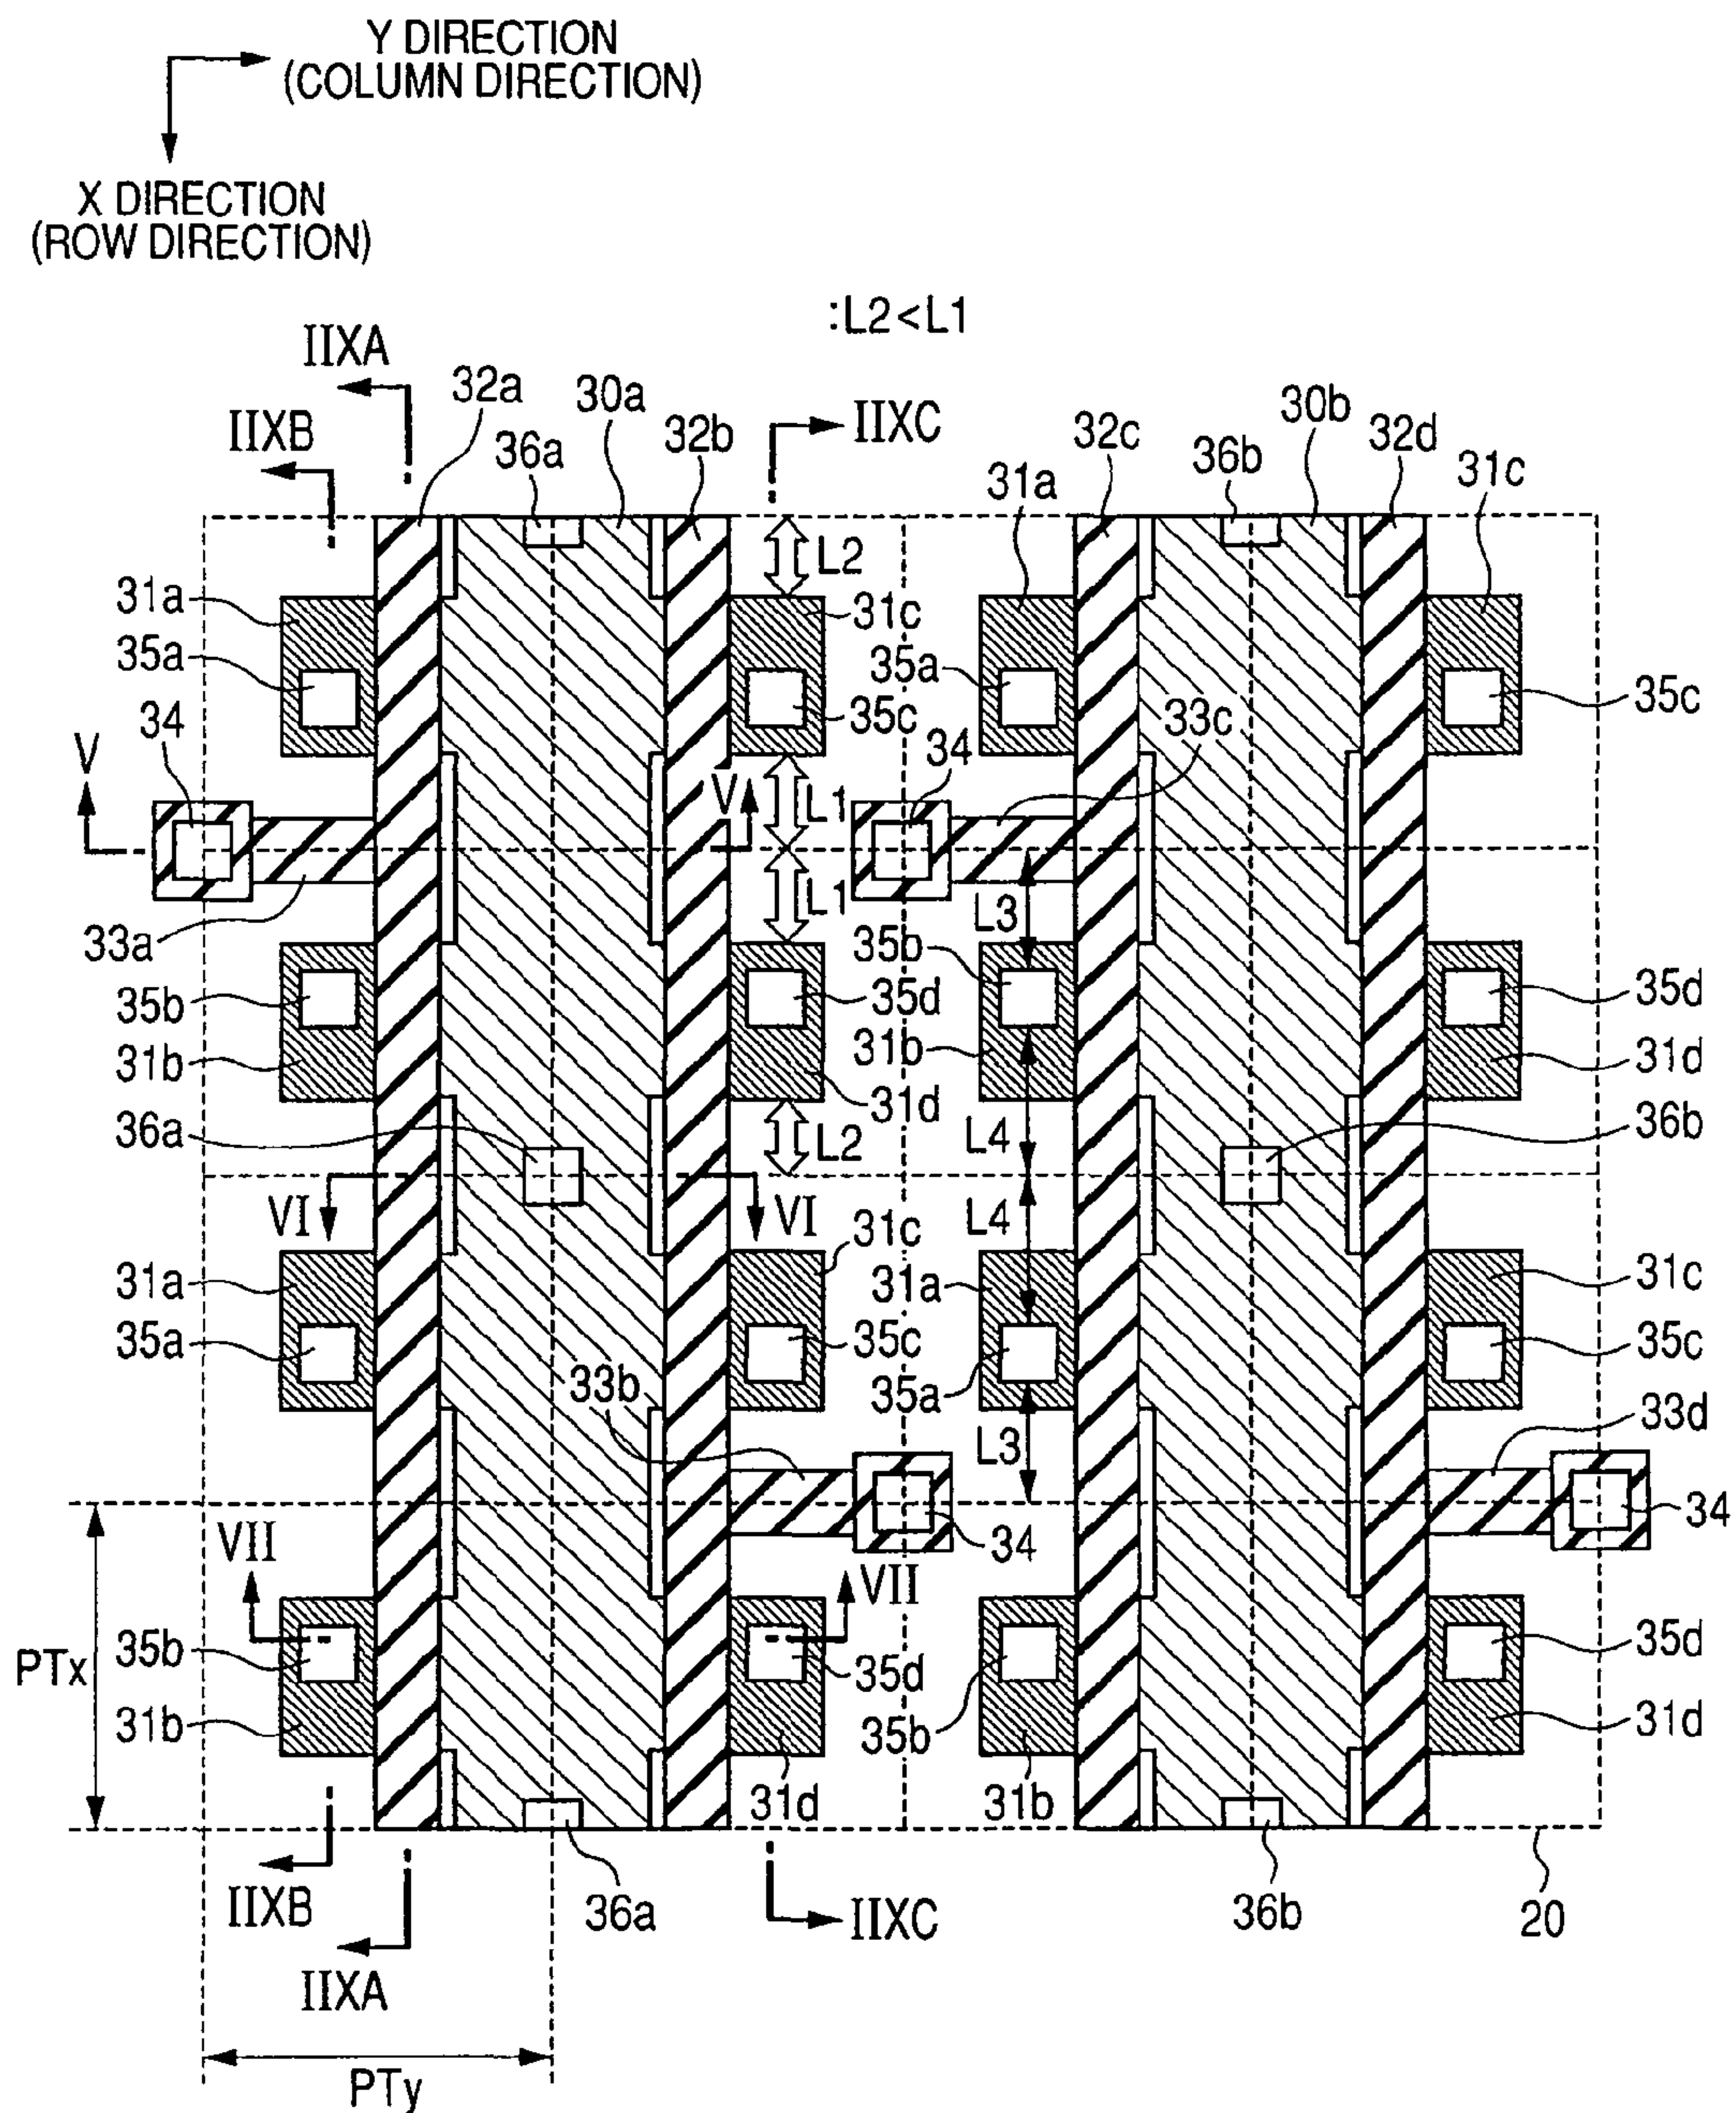 Y DIRECTION
(COLUMN DIRECTION)
X DIRECTION
(ROW DIRECTION)
:L2<L1
IIXA
32a
30a
IIXB
36a
32b
IIXC
32c
36b
30b
32d
31a
31c
L2
31a
31c
35a
35a
35c
33c
35c
34
34
V
V
L1
L1
L3
33a
35b
35b
35d
35d
31b
31b
31d
31d
36a
L2
L4
36b
VI
VI
L4
31c
31a
31a
31c
35a
35c
35c
33b
35a
33d
L3
34
34
VII
VII
PTx
35b
35d
35b
35d
31b
31d
31d
31b
IIXB
36a
IIXC
36b
20
IIXA
PTy